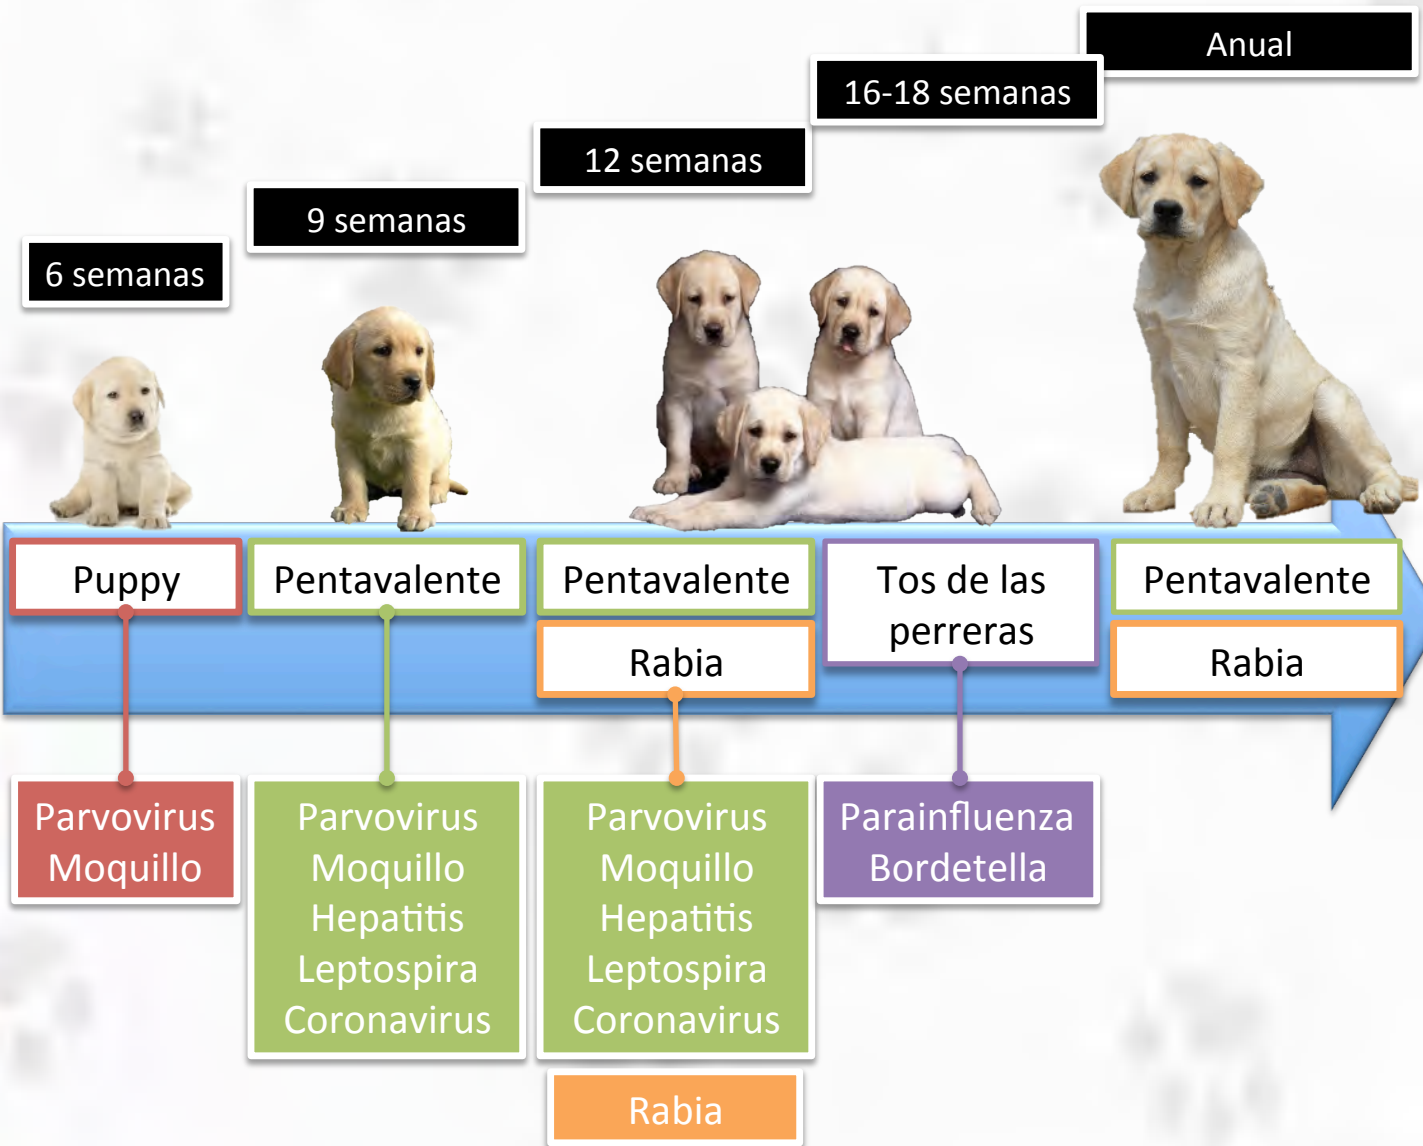 6 semanas
9 semanas
12 semanas
16-18 semanas
Anual
Puppy
Pentavalente
Pentavalente
Rabia
Tos de las
perreras
Pentavalente
Rabia
Parvovirus
Moquillo
Parvovirus
Moquillo
Hepatitis
Leptospira
Coronavirus
Parvovirus
Moquillo
Hepatitis
Leptospira
Coronavirus
Rabia
Parainfluenza
Bordetella